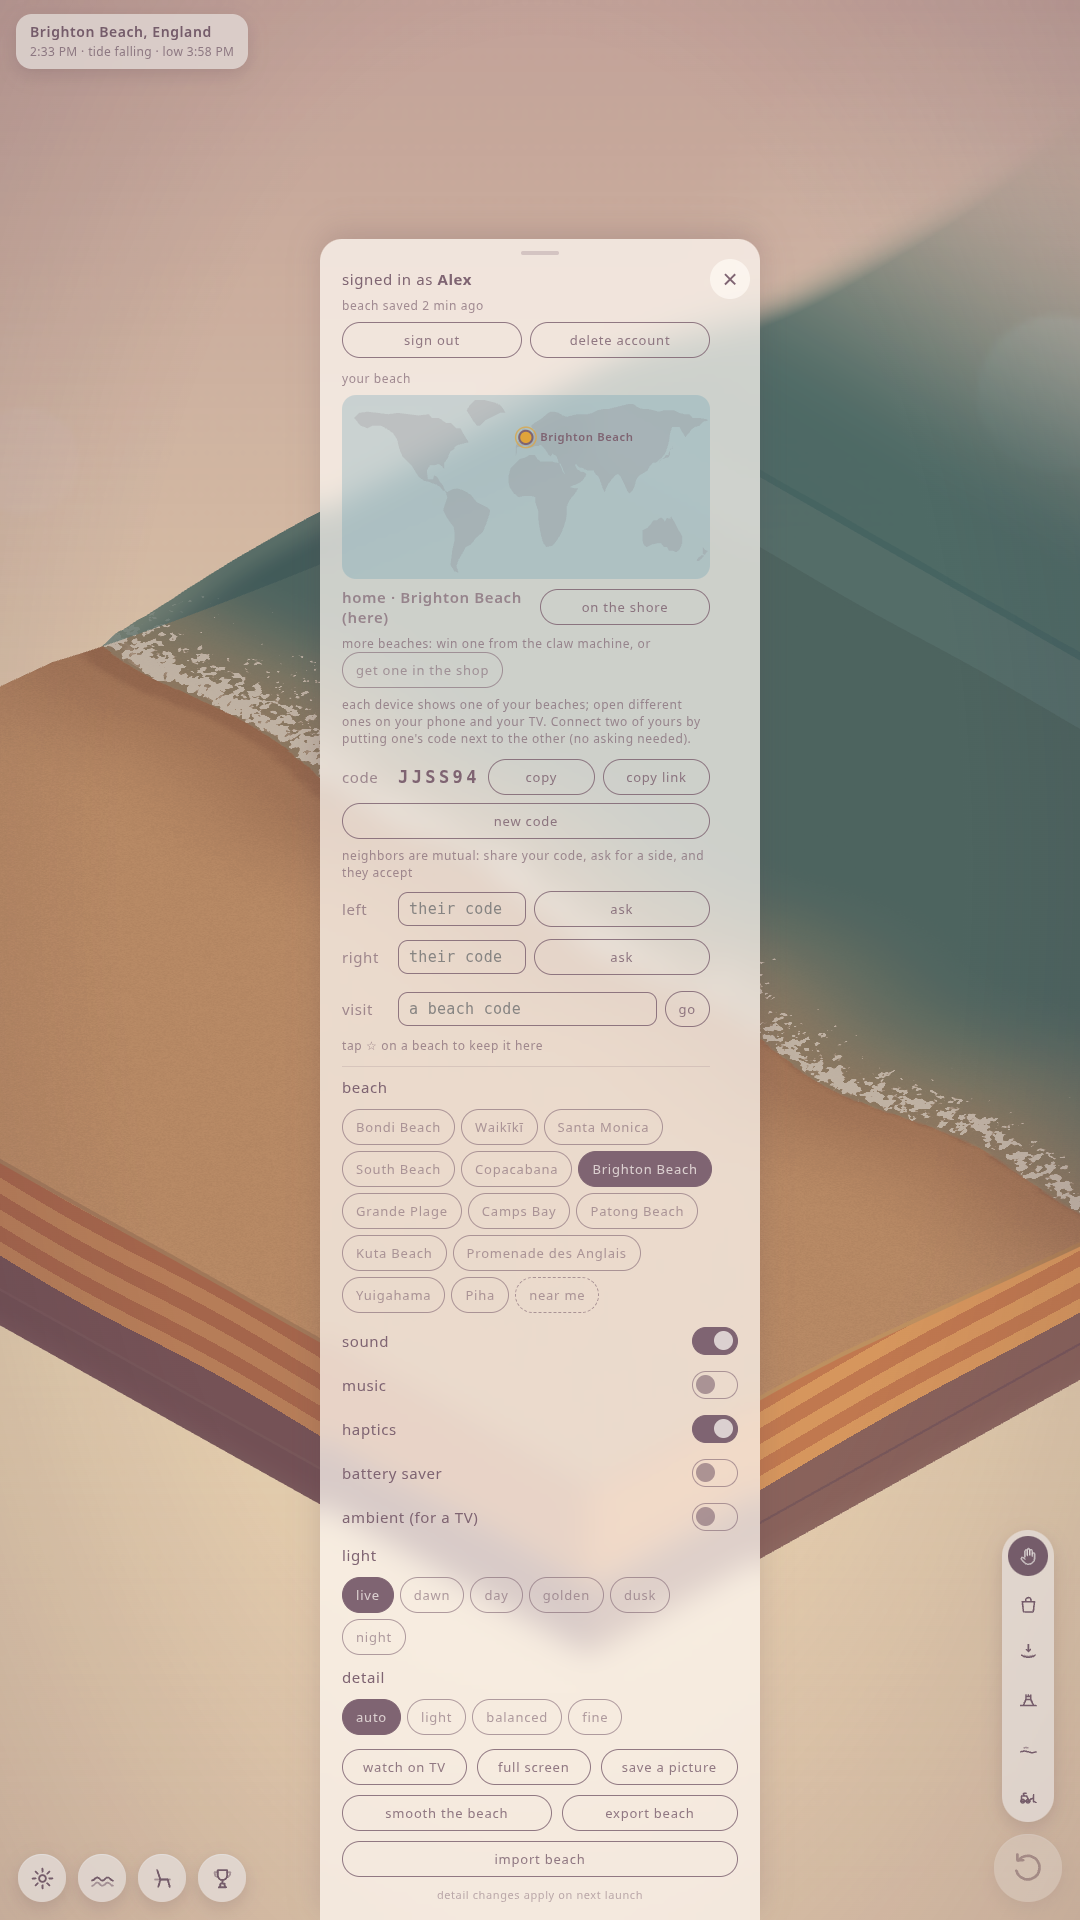 Brighton Beach, England
2:33 PM · tide falling · low 3:58 PM
signed in as Alex
beach saved 2 min ago
sign out
delete account
your beach
Brighton Beach
home · Brighton Beach
(here)
on the shore
more beaches: win one from the claw machine, or
get one in the shop
each device shows one of your beaches; open different
ones on your phone and your TV. Connect two of yours by
putting one's code next to the other (no asking needed).
code JJSS94 copy copy link
new code
neighbors are mutual: share your code, ask for a side, and
they accept
left their code ask
right their code ask
visit a beach code go
tap ☆ on a beach to keep it here
beach
Bondi Beach Waikīkī Santa Monica
South Beach Copacabana Brighton Beach
Grande Plage Camps Bay Patong Beach
Kuta Beach Promenade des Anglais
Yuigahama Piha near me
sound
music
haptics
battery saver
ambient (for a TV)
light
live dawn day golden dusk
night
detail
auto light balanced fine
watch on TV full screen save a picture
smooth the beach export beach
import beach
detail changes apply on next launch